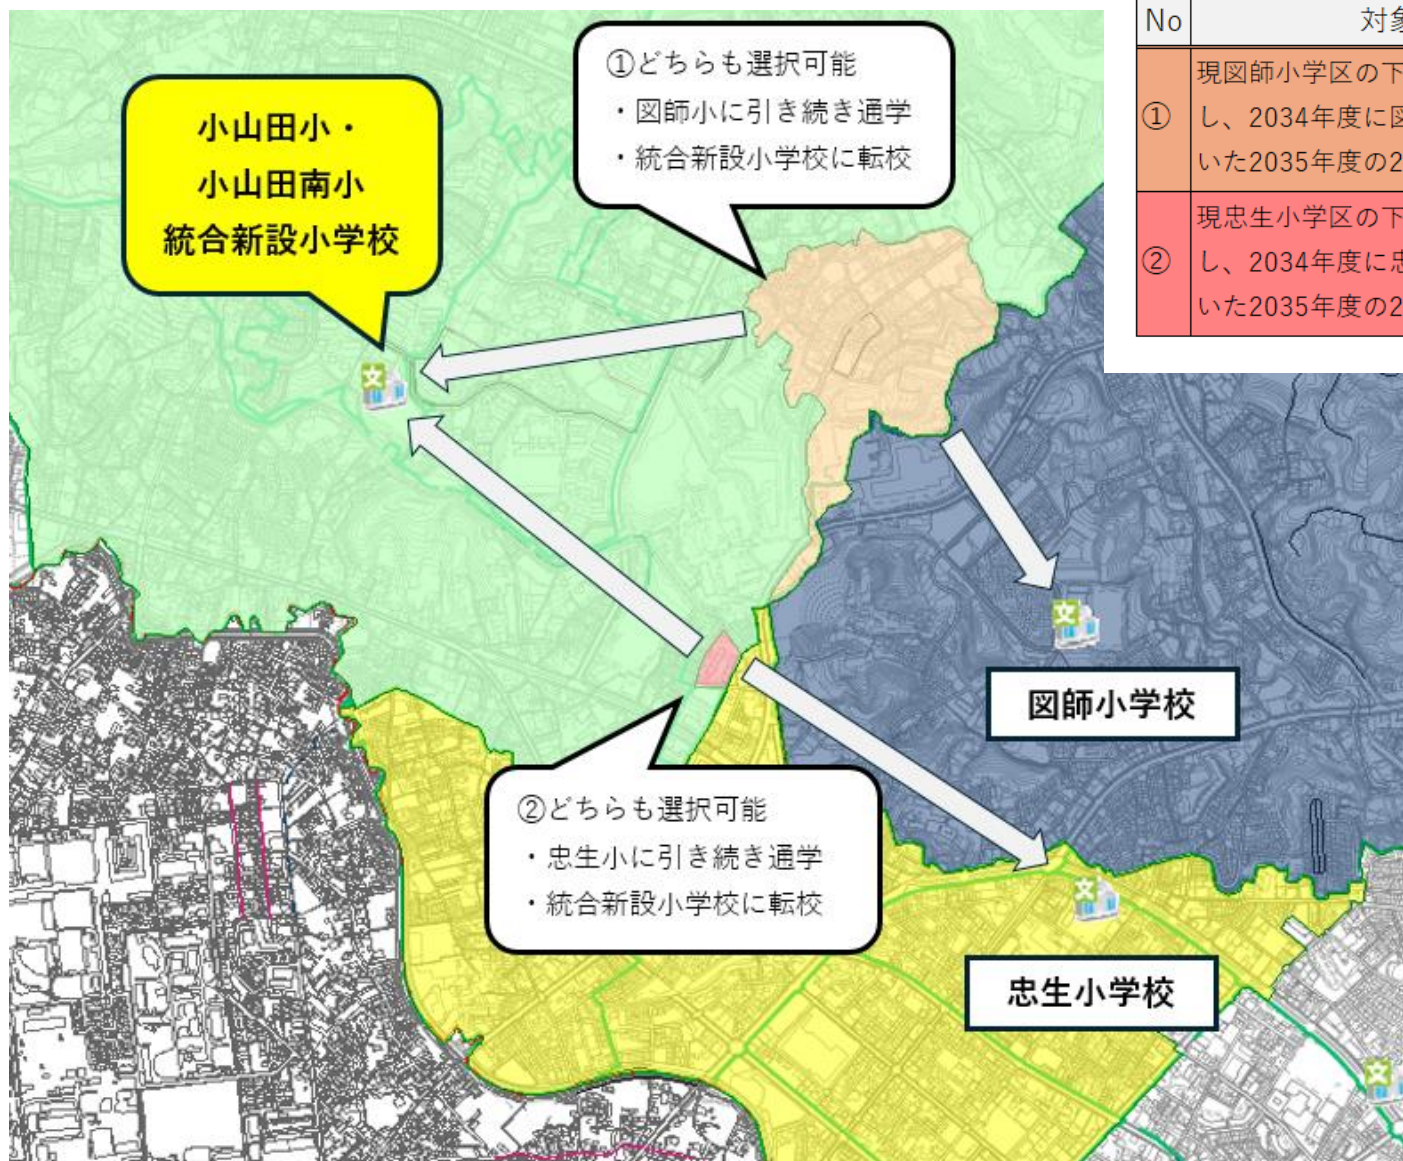 小山田小・
小山田南小
統合新設小学校
①どちらも選択可能
・図師小に引き続き通学
・統合新設小学校に転校
No 対象
① 現図師小学区の下
し、2034年度に図
いた2035年度の2
② 現忠生小学区の下
し、2034年度に忠
いた2035年度の2
文
文
図師小学校
②どちらも選択可能
・忠生小に引き続き通学
・統合新設小学校に転校
文
忠生小学校
文